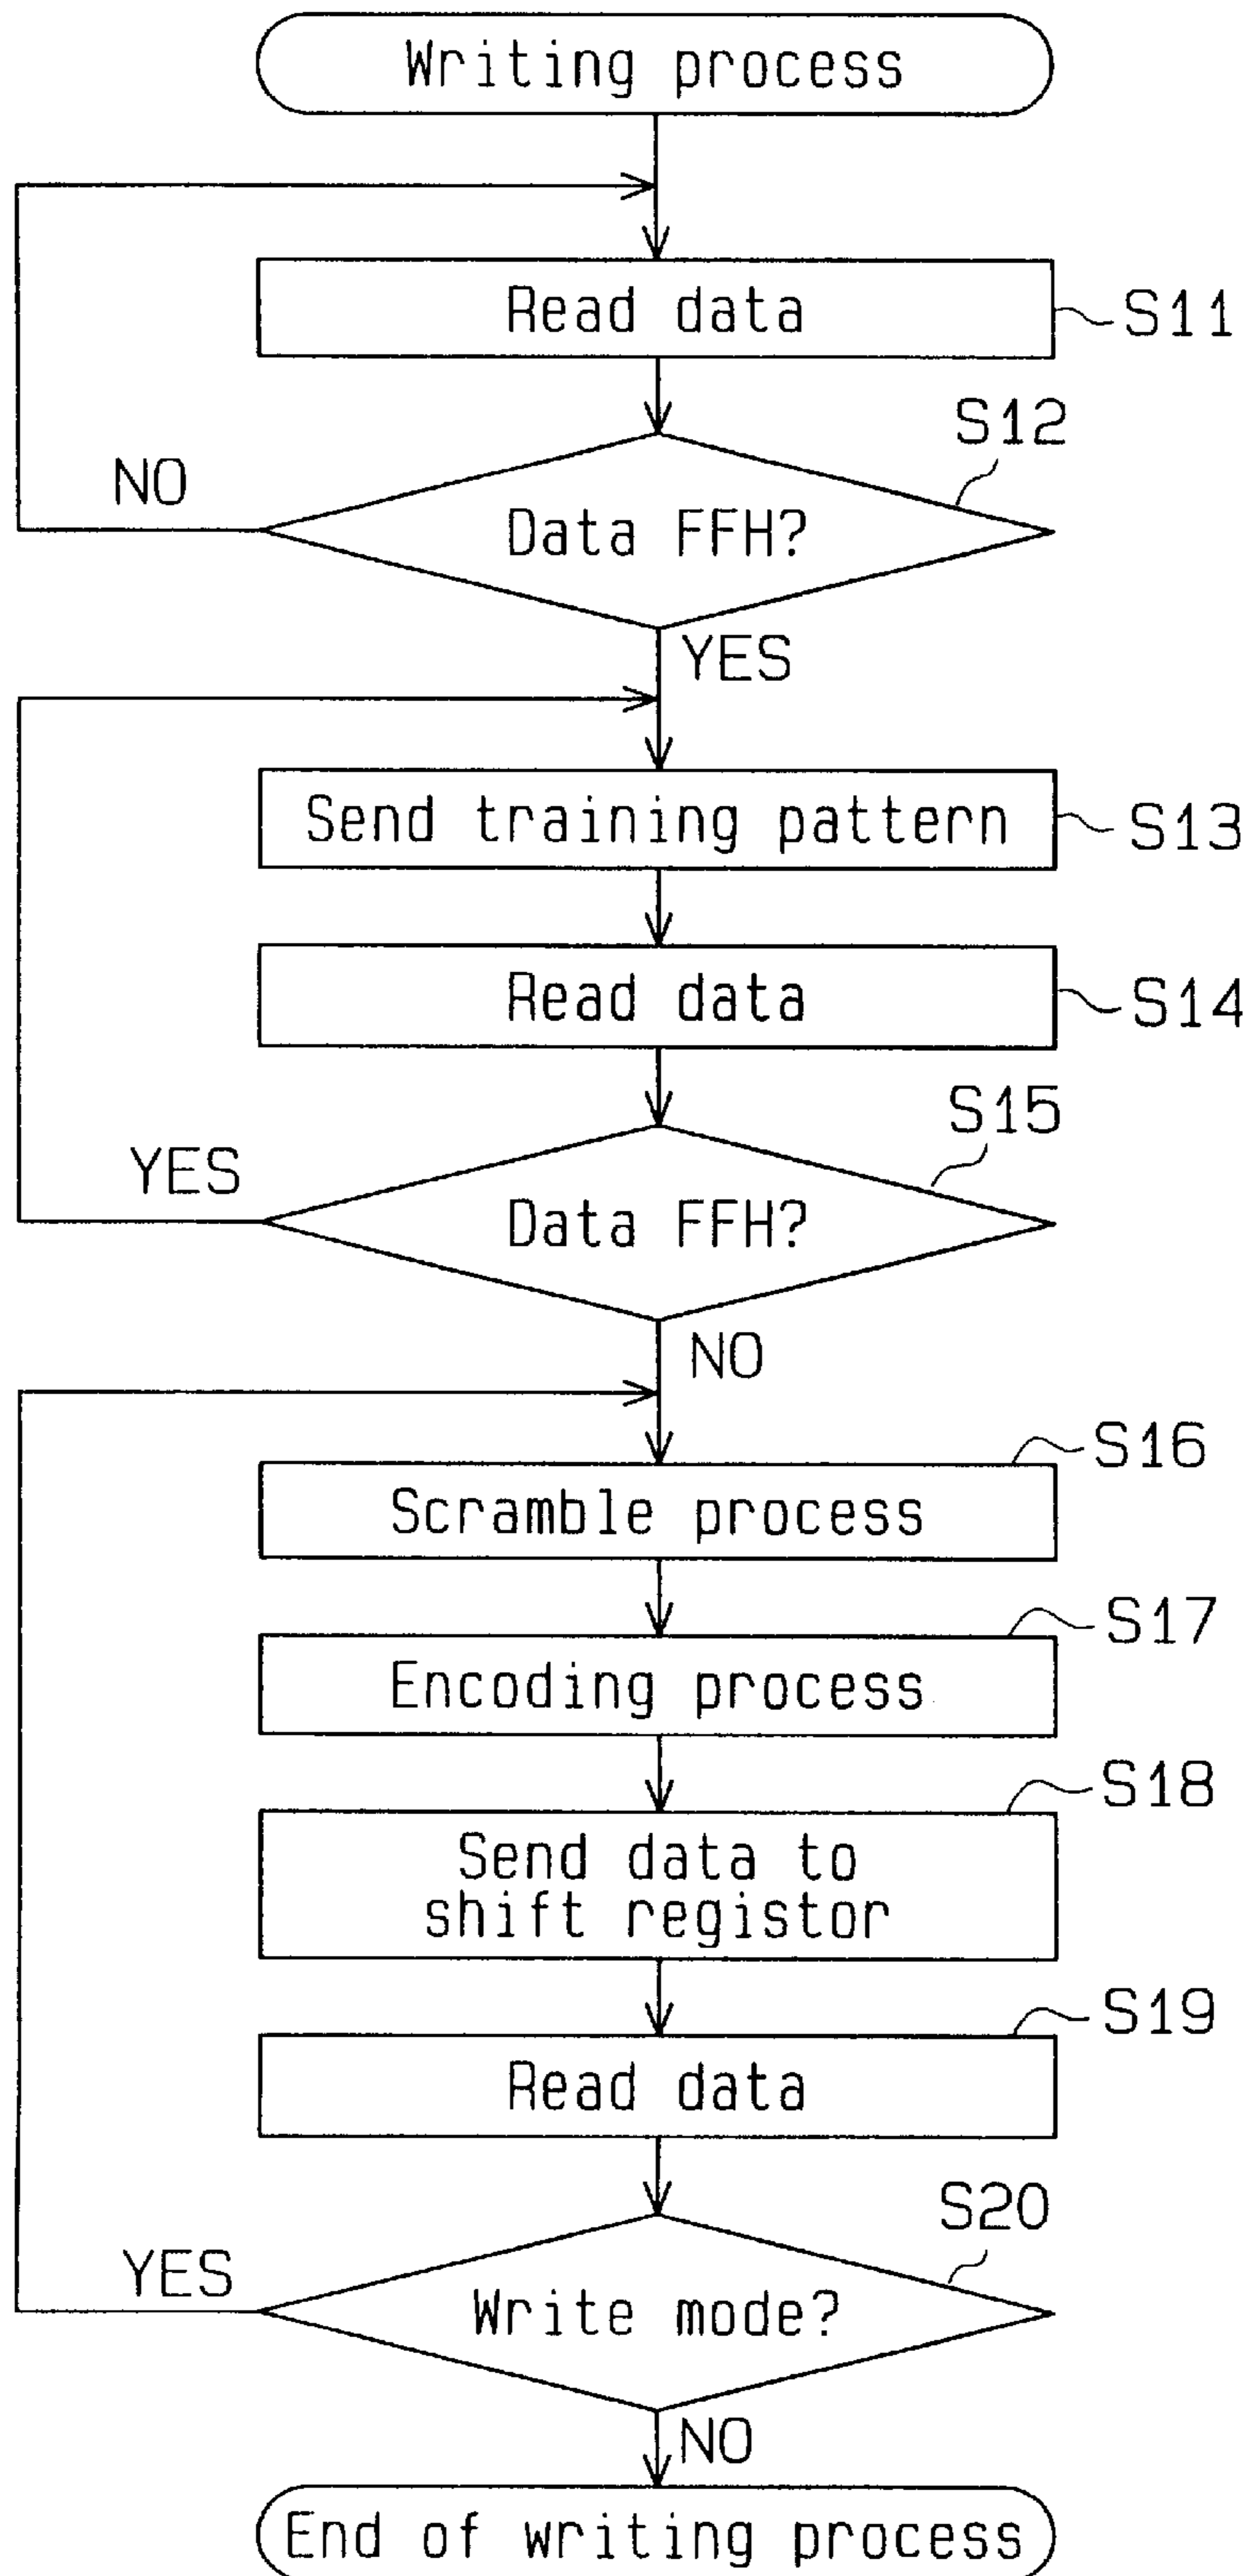 Writing process
Read data
S11
S12
NO
Data FFH?
YES
Send training pattern
S13
Read data
S14
S15
YES
Data FFH?
NO
S16
Scramble process
S17
Encoding process
S18
Send data to
shift registor
S19
Read data
S20
YES
Write mode?
NO
End of writing process